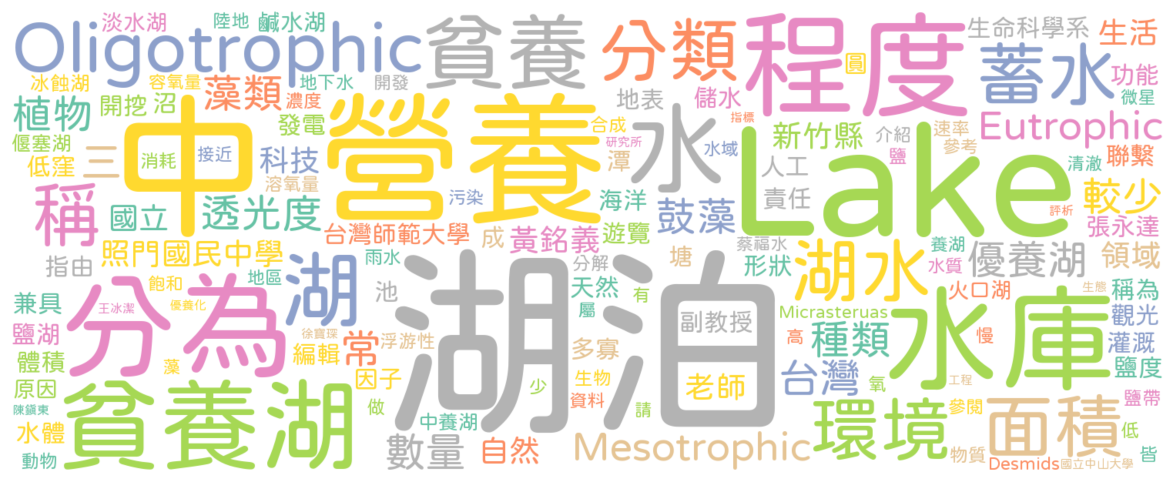 淡水湖 陸地 鹹水湖 生命科學系 生活
Oligotrophic 貧養 分類 程度 圓 蓄水 功能
冰蝕湖 容氧量 地下水 開發 微星
植物 開挖 沼 藻類 濃度 地表 儲水 指標
偃塞湖 中 營養 發電 合成 水 新竹縣 介紹 速率 Eutrophic
低窪 三 消耗 接近 科技 研究所 潭 水域 人工 鹽 參考 清澈 聯繫
溶氧量 Lake
稱 國立 透光度 污染 海洋 鼓藻 責任 評析 較少
台灣師範大學 成 黃銘義 遊覽 張永達
照門國民中學 雨水 蔡福水 養湖 優養湖 領域
指由 地區 分解 塘 形狀 湖水 水質
飽和 湖 池 湖泊 天然 有 火口湖 生態 稱為
兼具 王冰潔 優養化 屬 Micrasteruas 觀光
鹽湖 分為 徐寶琛 浮游性 副教授 高 種類 水庫 慢 灌溉
體積 藻 編輯 常 多寡 鹽度
原因 因子 生物 老師 台灣 氧 工程
貧養湖 做 少 資料 鹽帶
陳鎮東 中養湖 請 環境 參閱 面積 低
水體 數量 自然 Mesotrophic 物質 皆
動物 Desmids 國立中山大學